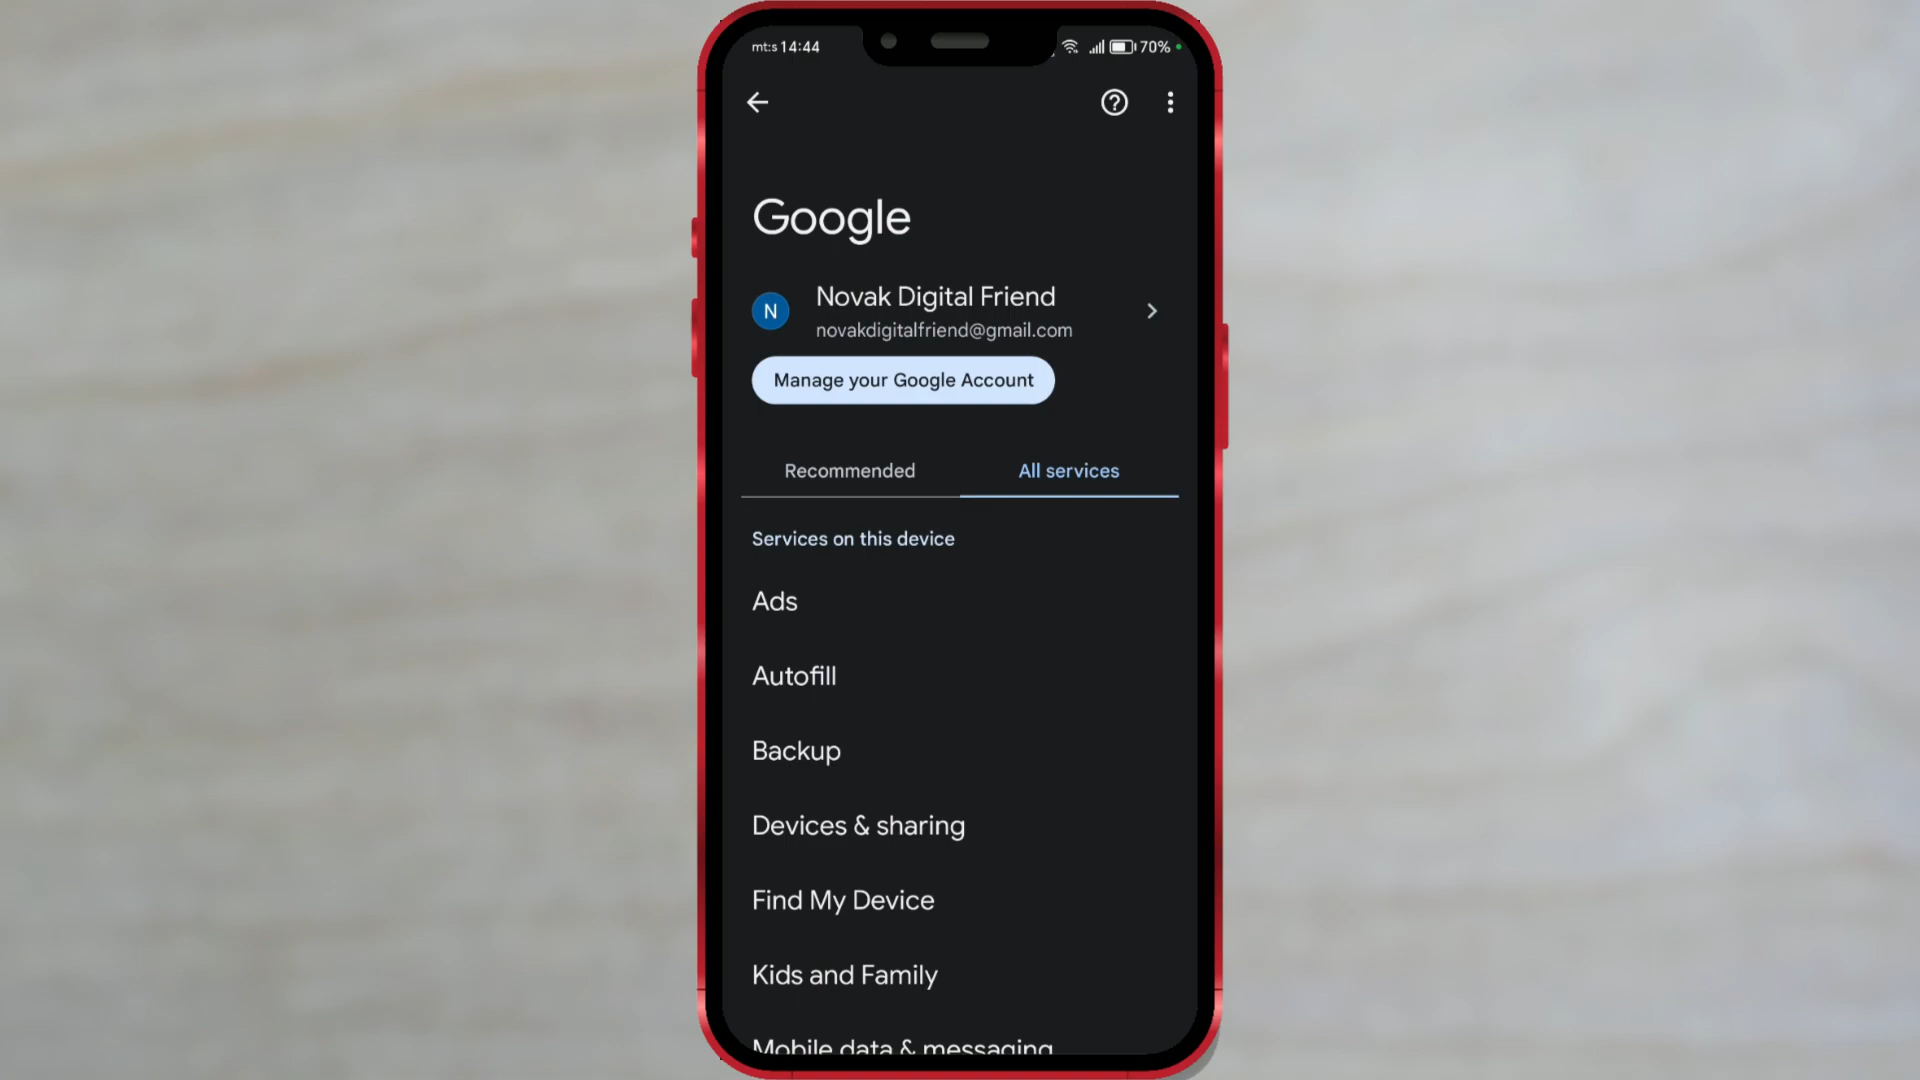 mt:s 14:44
70%
Google
N
Novak Digital Friend
novakdigitalfriend@gmail.com
Manage your Google Account
Recommended
All services
Services on this device
Ads
Autofill
Backup
Devices & sharing
Find My Device
Kids and Family
Mobile data & messaging